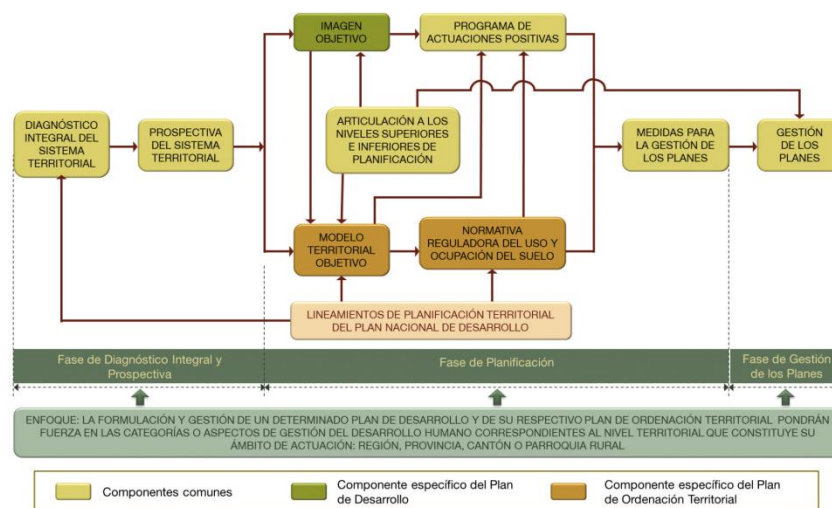 IMAGEN
OBJETIVO
PROGRAMA DE
ACTUACIONES POSITIVAS
DIAGNÓSTICO
INTEGRAL DEL
SISTEMA
TERRITORIAL
PROSPECTIVA
DEL SISTEMA
TERRITORIAL
ARTICULACIÓN A LOS
NIVELES SUPERIORES
E INFERIORES DE
PLANIFICACIÓN
MEDIDAS PARA
LA GESTIÓN DE
LOS PLANES
GESTIÓN
DE LOS
PLANES
MODELO
TERRITORIAL
OBJETIVO
NORMATIVA
REGULADORA DEL USO Y
OCUPACIÓN DEL SUELO
LINEAMIENTOS DE PLANIFICACIÓN TERRITORIAL
DEL PLAN NACIONAL DE DESARROLLO
Fase de Diagnóstico Integral y
Prospectiva
Fase de Planificación
Fase de Gestión
de los Planes
ENFOQUE: LA FORMULACIÓN Y GESTIÓN DE UN DETERMINADO PLAN DE DESARROLLO Y DE SU RESPECTIVO PLAN DE ORDENACIÓN TERRITORIAL PONDRÁN
FUERZA EN LAS CATEGORÍAS O ASPECTOS DE GESTIÓN DEL DESARROLLO HUMANO CORRESPONDIENTES AL NIVEL TERRITORIAL QUE CONSTITUYE SU
ÁMBITO DE ACTUACIÓN: REGIÓN, PROVINCIA, CANTÓN O PARROQUIA RURAL
Componentes comunes
Componente específico del Plan
de Desarrollo
Componente específico del Plan
de Ordenación Territorial